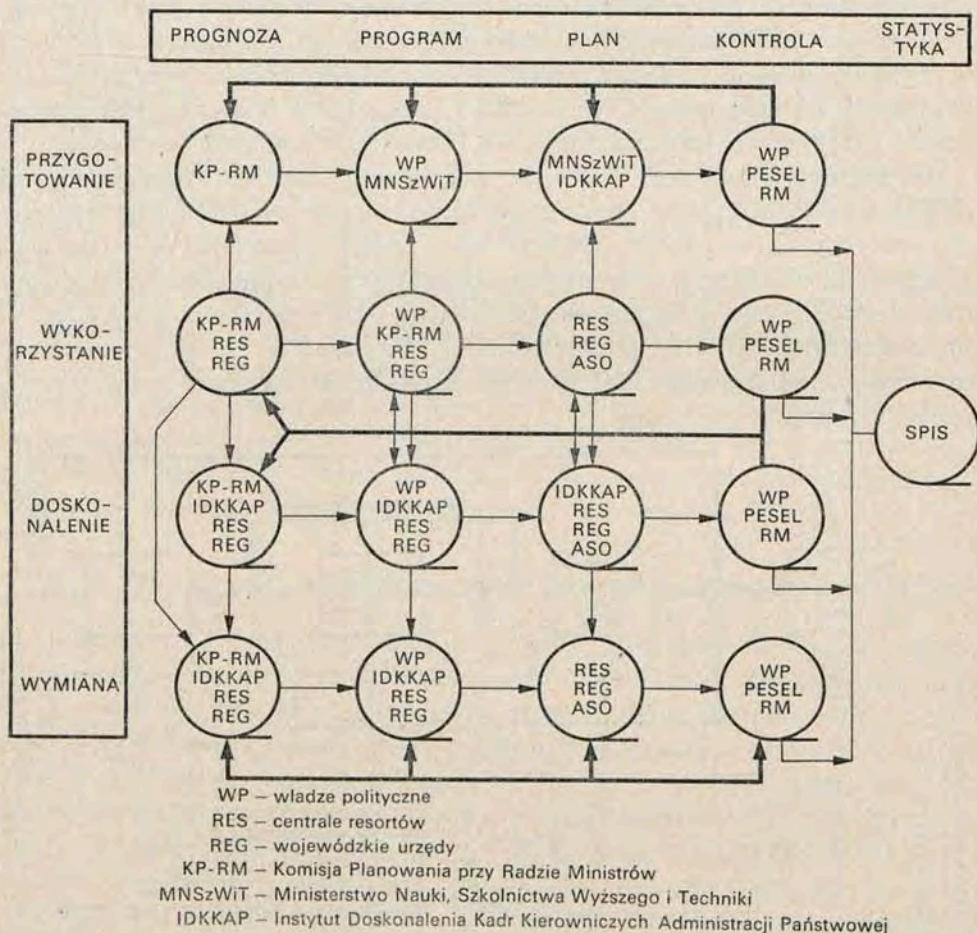 PROGNOZA PROGRAM PLAN KONTROLA STATYS-
TYKA
PRZYGO-
TOWANIE
KP-RM
WP
MNSzWiT
MNSzWiT
IDKKAP
WP
PESEL
RM
WYKO-
RZYSTANIE
KP-RM
RES
REG
WP
KP-RM
RES
REG
RES
REG
ASO
WP
PESEL
RM
SPIS
DOSKO-
NALENIE
KP-RM
IDKKAP
RES
REG
WP
IDKKAP
RES
REG
IDKKAP
RES
REG
ASO
WP
PESEL
RM
WYMIANA
KP-RM
IDKKAP
RES
REG
WP
IDKKAP
RES
REG
RES
REG
ASO
WP
PESEL
RM
WP – władze polityczne
RES – centrale resortów
REG – wojewódzkie urzędy
KP-RM – Komisja Planowania przy Radzie Ministrów
MNSzWiT – Ministerstwo Nauki, Szkolnictwa Wyższego i Techniki
IDKKAP – Instytut Doskonalenia Kadr Kierowniczych Administracji Państwowej